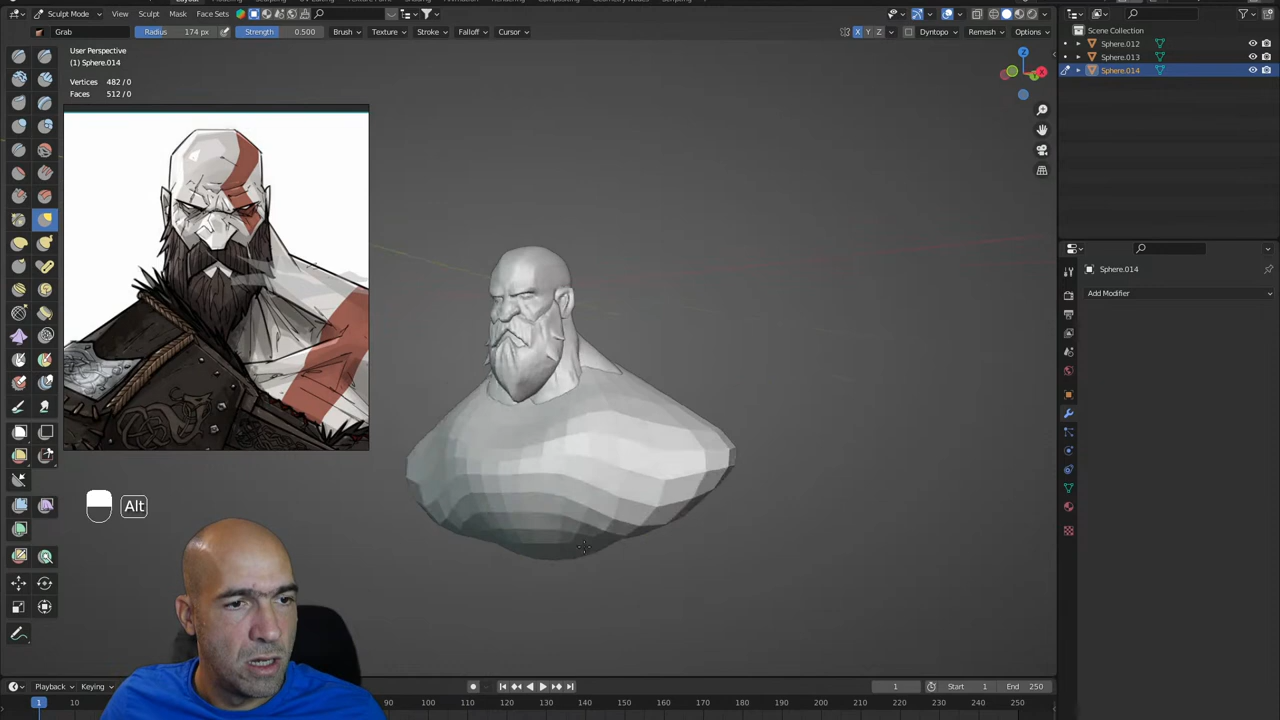 Sculpt Mode View Sculpt Mask Face Sets
Grab Radius 174 px Strength 0.500 Brush Texture Stroke Falloff Cursor X Y Z Dyntopo Remesh Options
User Perspective
(1) Sphere.014
Vertices 482/0
Faces 512/0
Z
X
Scene Collection
Sphere.012
Sphere.013
Sphere.014
Sphere.014
Add Modifier
Alt
Playback Keying 1 Start 1 End 250
1 10 80 90 100 110 120 130 140 150 160 170 180 190 200 210 220 230 240 250